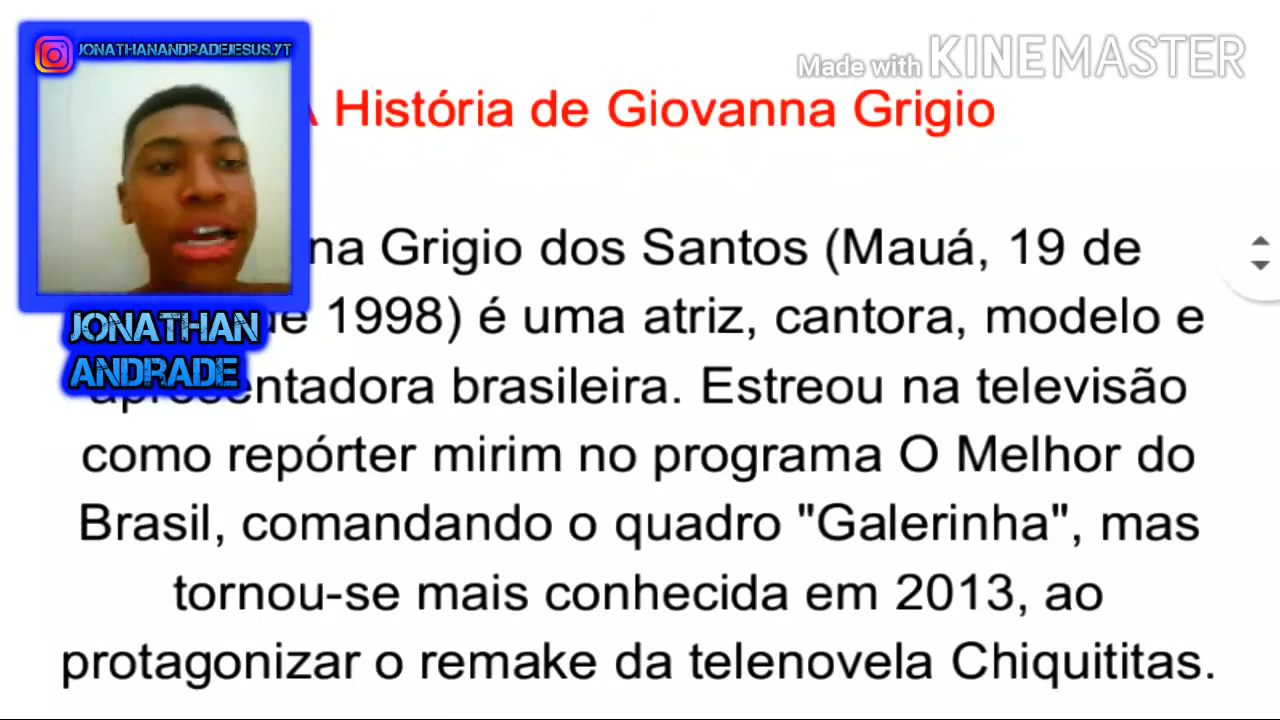 JONATHANANDRADEJESUS.YT
Made with KINEMASTER
História de Giovanna Grigio
Grigio dos Santos (Mauá, 19 de
1998) é uma atriz, cantora, modelo e
JONATHAN
ANDRADE
brasileira. Estreou na televisão
como repórter mirim no programa O Melhor do
Brasil, comandando o quadro "Galerinha", mas
tornou-se mais conhecida em 2013, ao
protagonizar o remake da telenovela Chiquititas.